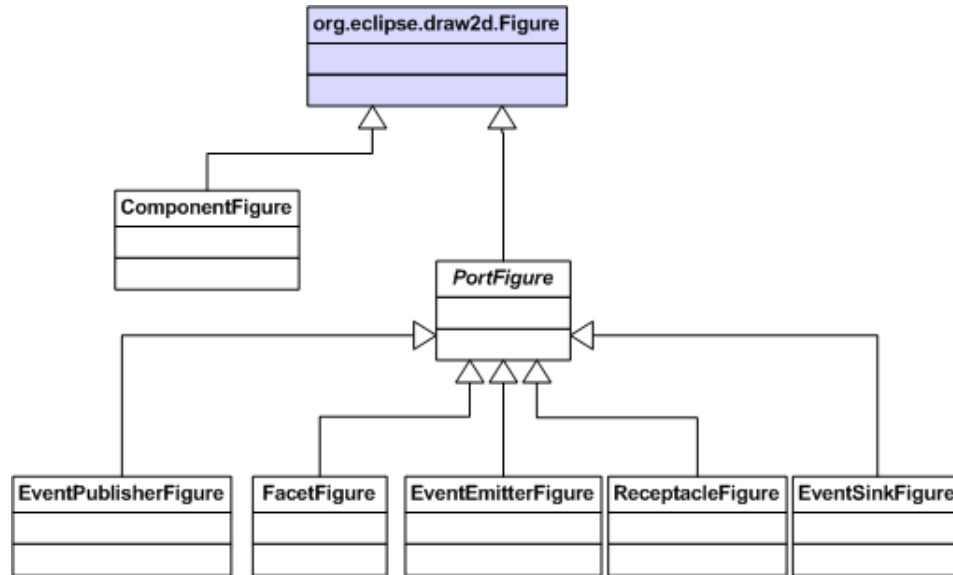 org.eclipse.draw2d.Figure
ComponentFigure
PortFigure
EventPublisherFigure
FacetFigure
EventEmitterFigure
ReceptacleFigure
EventSinkFigure